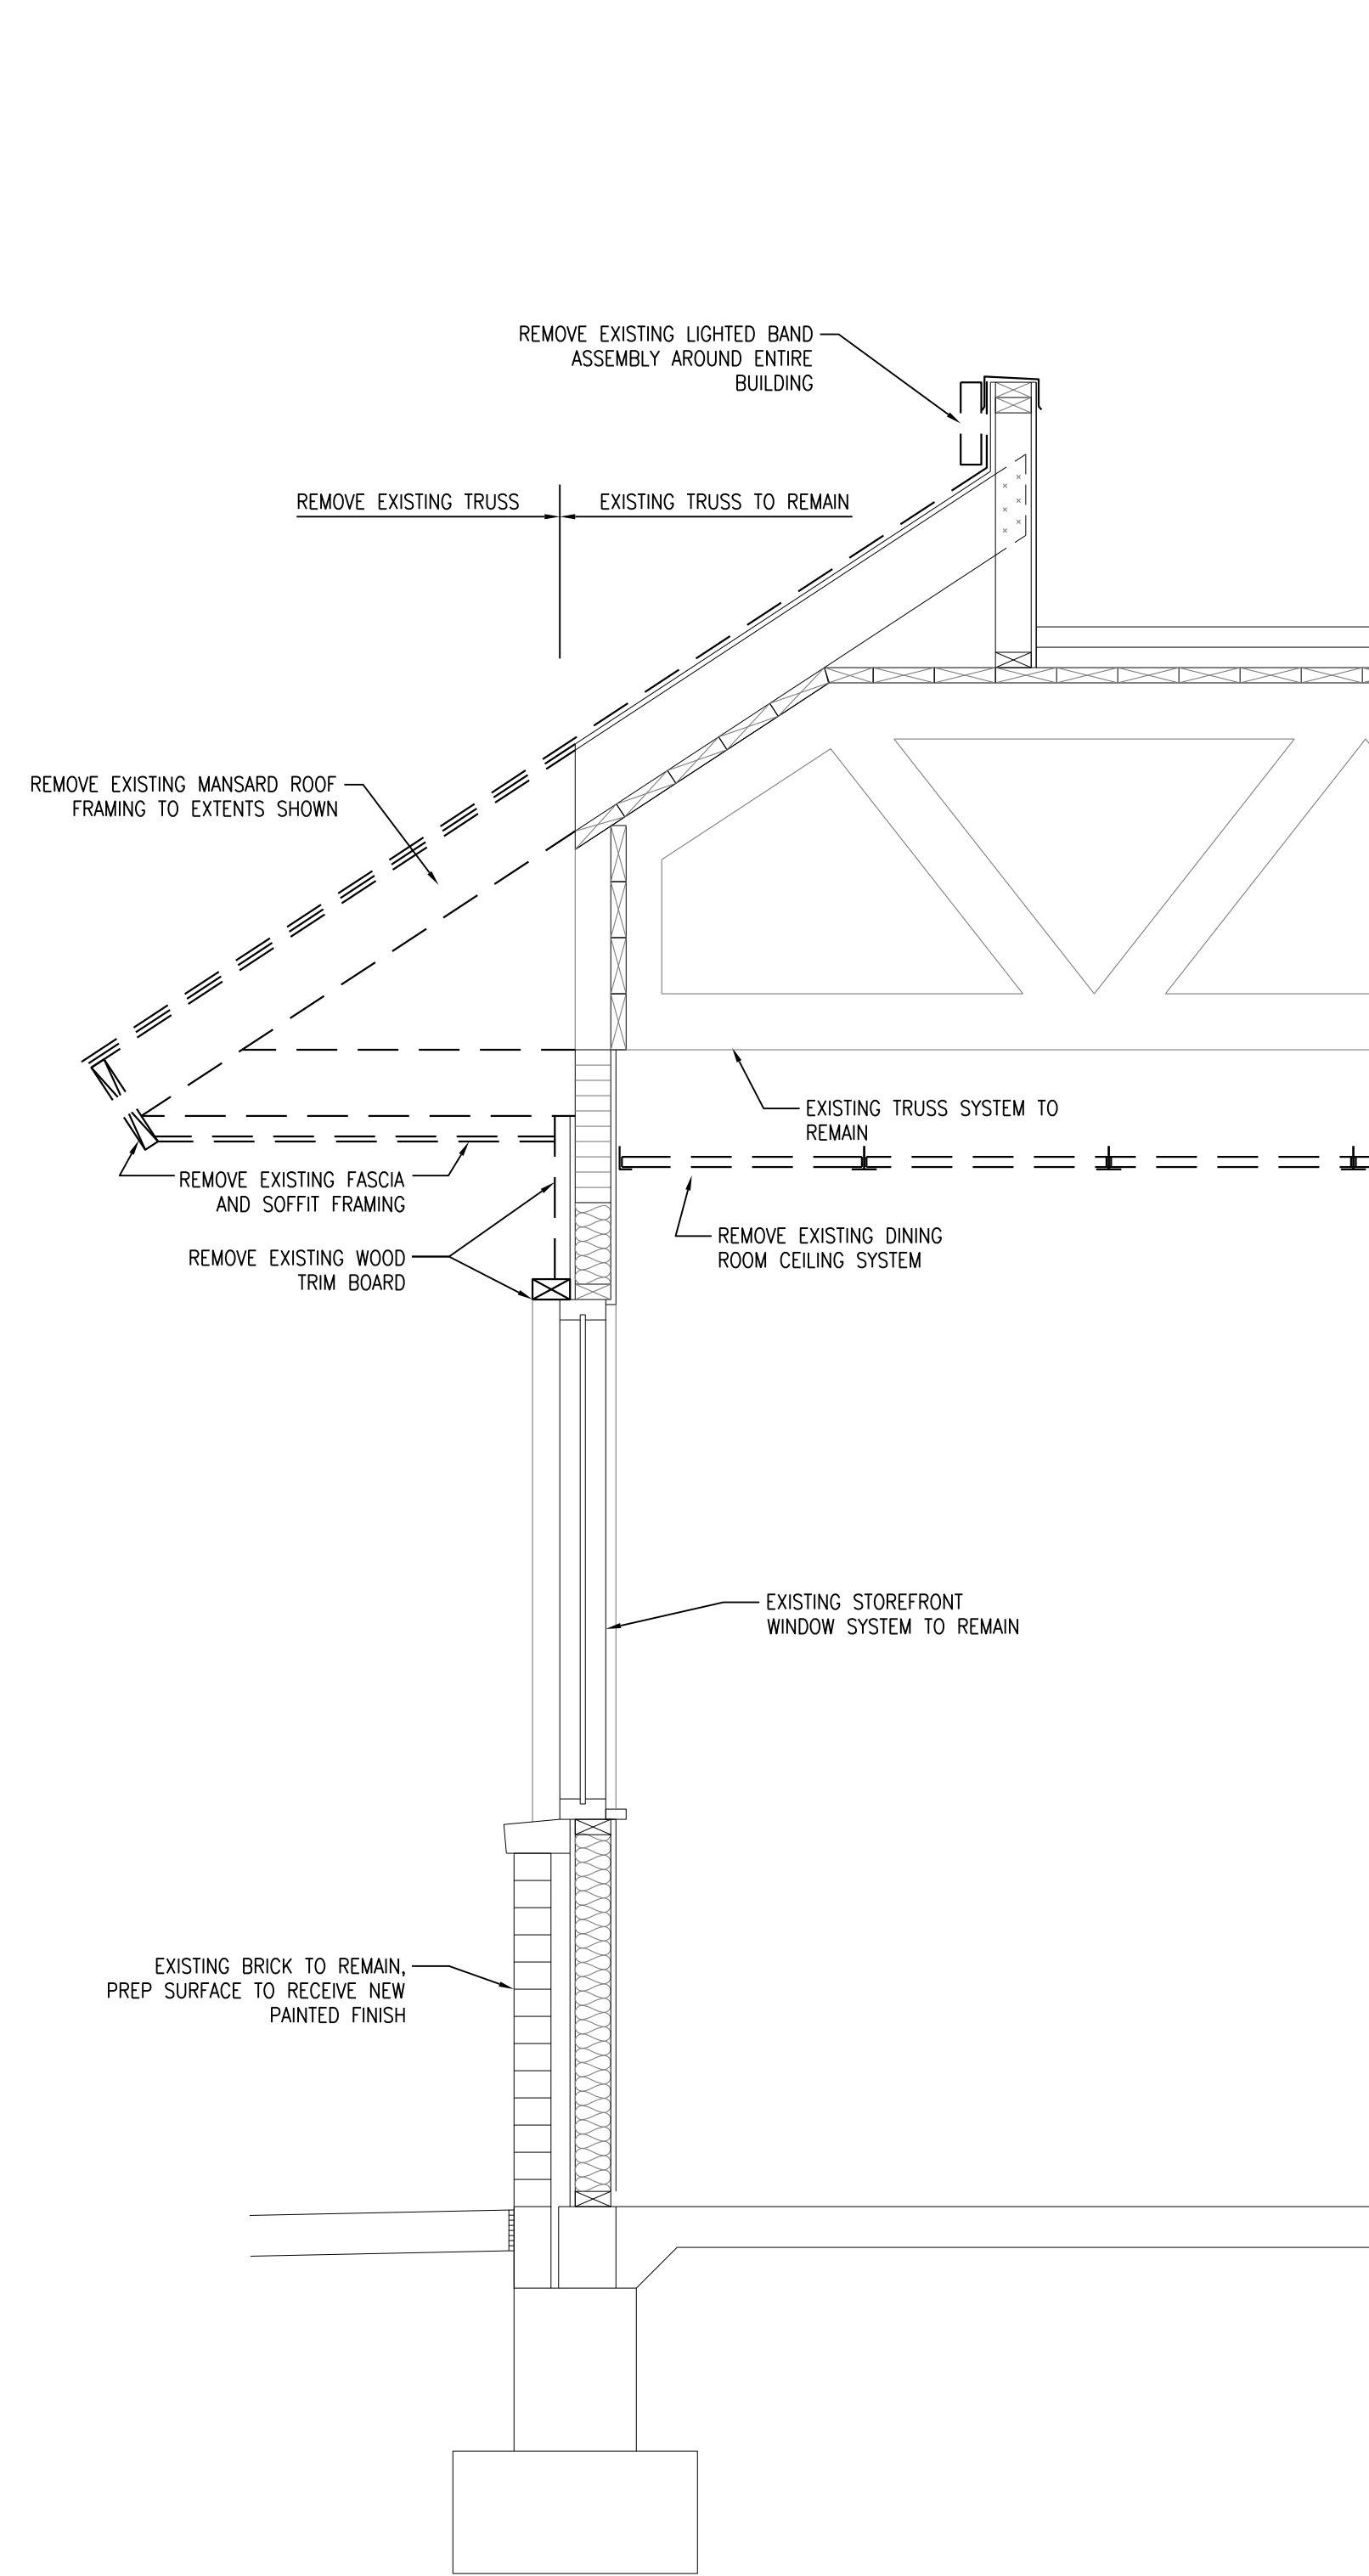 REMOVE EXISTING LIGHTED BAND
ASSEMBLY AROUND ENTIRE
BUILDING
REMOVE EXISTING TRUSS
EXISTING TRUSS TO REMAIN
REMOVE EXISTING MANSARD ROOF
FRAMING TO EXTENTS SHOWN
EXISTING TRUSS SYSTEM TO
REMAIN
REMOVE EXISTING FASCIA
AND SOFFIT FRAMING
REMOVE EXISTING DINING
ROOM CEILING SYSTEM
REMOVE EXISTING WOOD
TRIM BOARD
EXISTING STOREFRONT
WINDOW SYSTEM TO REMAIN
EXISTING BRICK TO REMAIN,
PREP SURFACE TO RECEIVE NEW
PAINTED FINISH